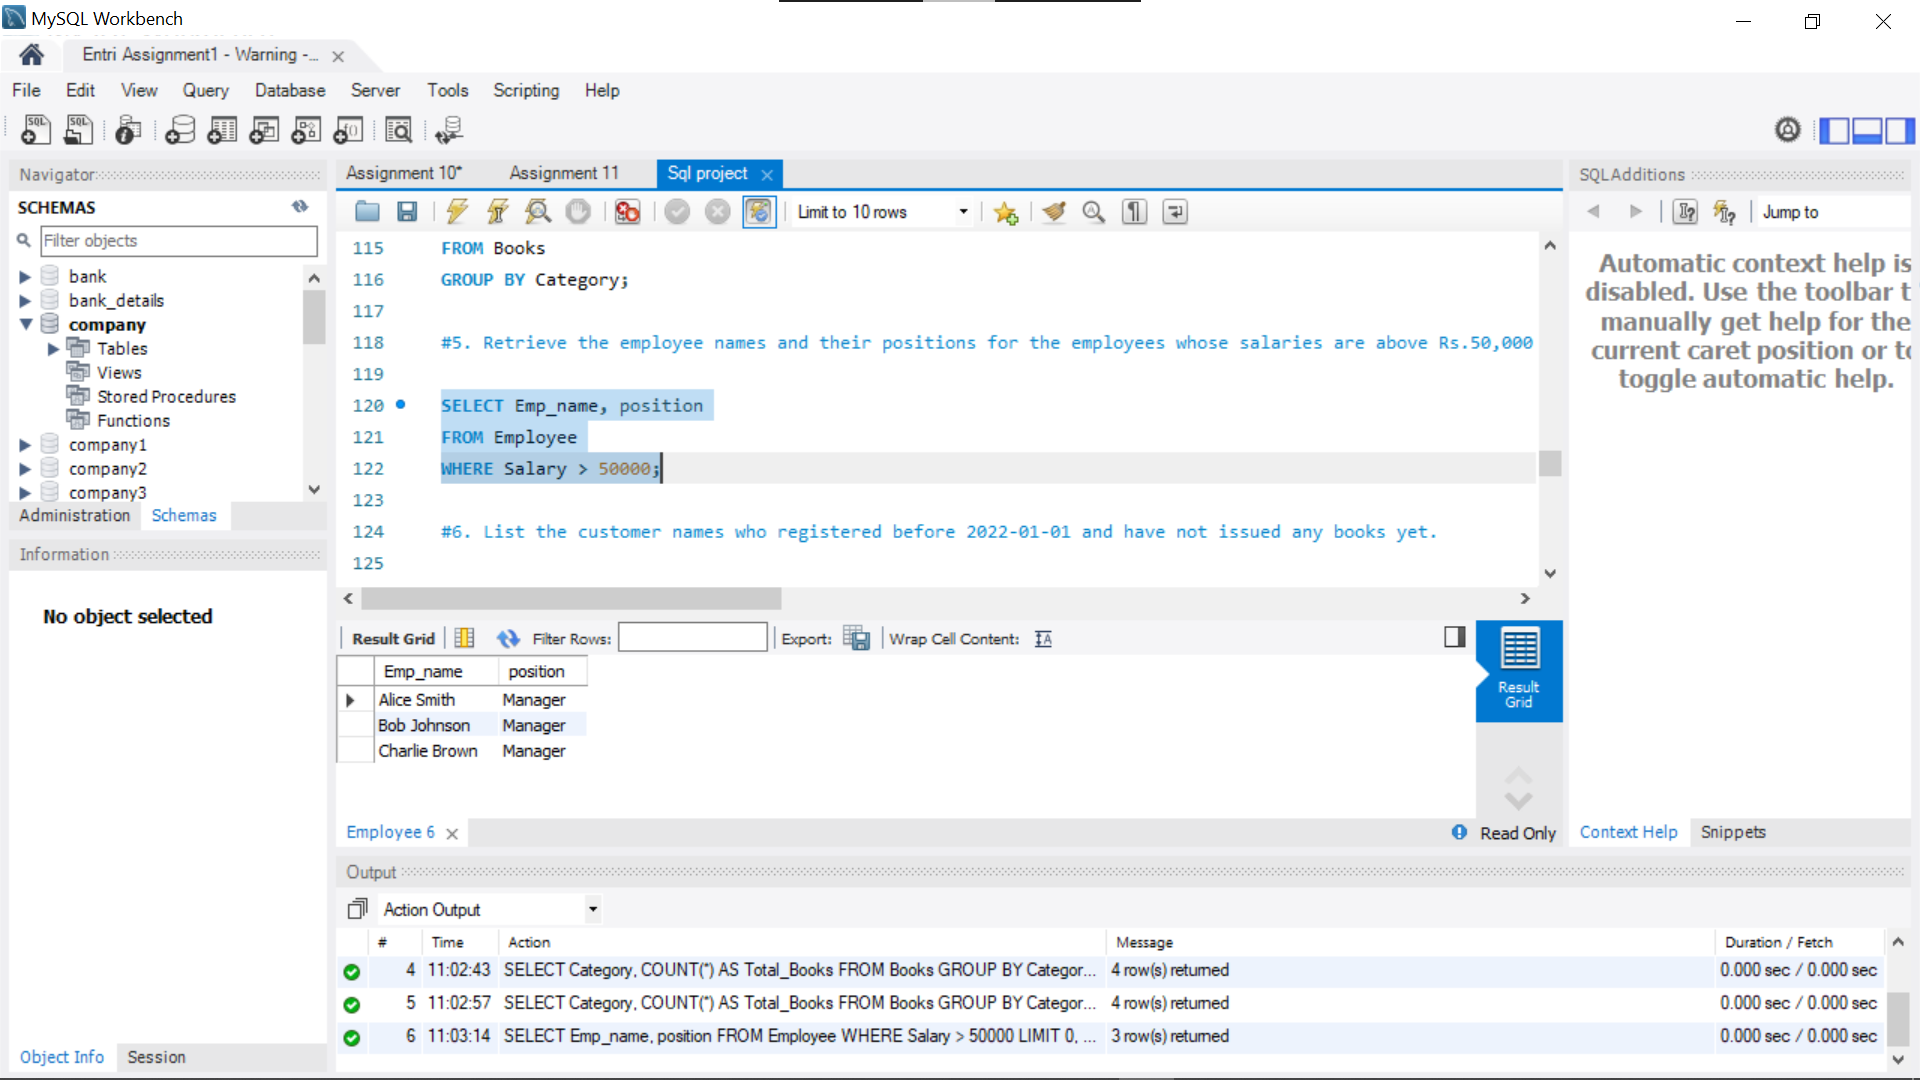 MySQL Workbench
Entri Assignment1 - Warning -...
File Edit View Query Database Server Tools Scripting Help
Navigator
SCHEMAS
Filter objects
bank
bank_details
company
Tables
Views
Stored Procedures
Functions
company1
company2
company3
Administration Schemas
Information
No object selected
Object Info Session
Assignment 10* Assignment 11 Sql project
Limit to 10 rows
115 FROM Books
116 GROUP BY Category;
117
118 #5. Retrieve the employee names and their positions for the employees whose salaries are above Rs.50,000
119
120 SELECT Emp_name, position
121 FROM Employee
122 WHERE Salary > 50000;
123
124 #6. List the customer names who registered before 2022-01-01 and have not issued any books yet.
125
Result Grid Filter Rows: Export: Wrap Cell Content:
Emp_name position
Alice Smith Manager
Bob Johnson Manager
Charlie Brown Manager
Result
Grid
Employee 6 Read Only
SQLAdditions
Jump to
Automatic context help is
disabled. Use the toolbar t
manually get help for the
current caret position or to
toggle automatic help.
Context Help Snippets
Output
Action Output
# Time Action Message Duration / Fetch
4 11:02:43 SELECT Category, COUNT(*) AS Total_Books FROM Books GROUP BY Categor... 4 row(s) returned 0.000 sec / 0.000 sec
5 11:02:57 SELECT Category, COUNT(*) AS Total_Books FROM Books GROUP BY Categor... 4 row(s) returned 0.000 sec / 0.000 sec
6 11:03:14 SELECT Emp_name, position FROM Employee WHERE Salary > 50000 LIMIT 0, ... 3 row(s) returned 0.000 sec / 0.000 sec